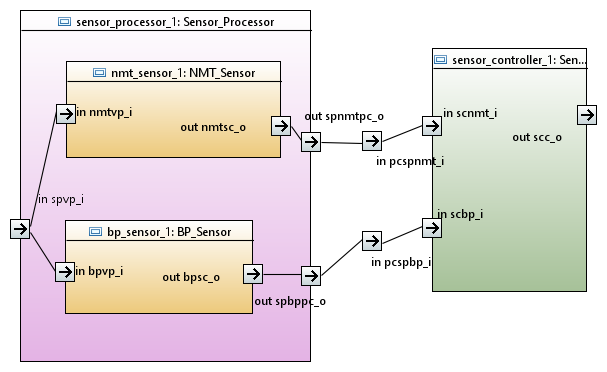 sensor_processor_1: Sensor_Processor
nmt_sensor_1: NMT_Sensor
sensor_controller_1: Sen...
in nmtvp_i
out nmtsc_o
out spnmtpc_o
in scnmt_i
out scc_o
in pcspnmt_i
in spvp_i
in scbp_i
bp_sensor_1: BP_Sensor
in bpvp_i
out bpsc_o
in pcspbp_i
out spbppc_o